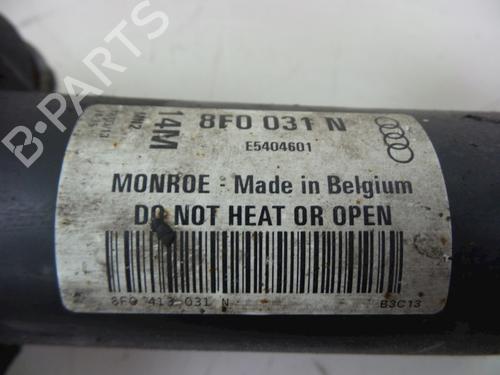 8F0 031 N
14M
E5404601
MONROE - Made in Belgium
DO NOT HEAT OR OPEN
8F0 413 031 N
B3C13
B-PARTS